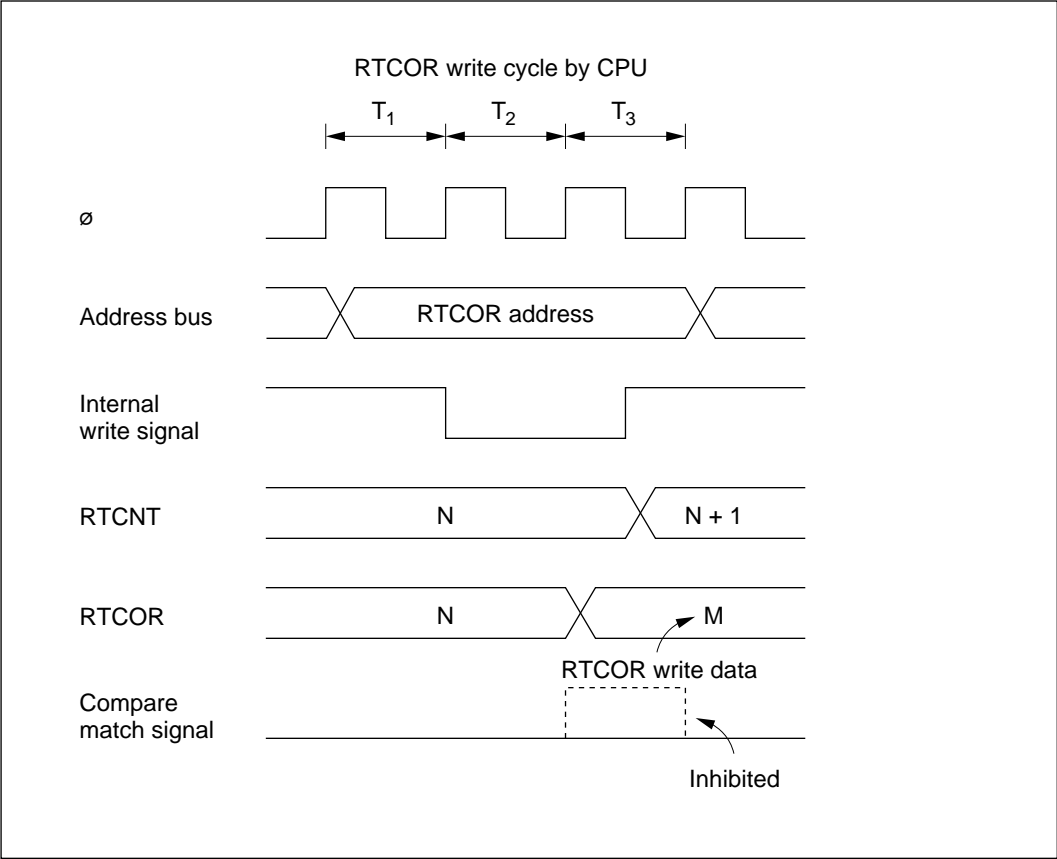 RTCOR write cycle by CPU
T1 T2 T3
ø
Address bus
RTCOR address
Internal
write signal
RTCNT
N
N + 1
RTCOR
N
M
RTCOR write data
Compare
match signal
Inhibited